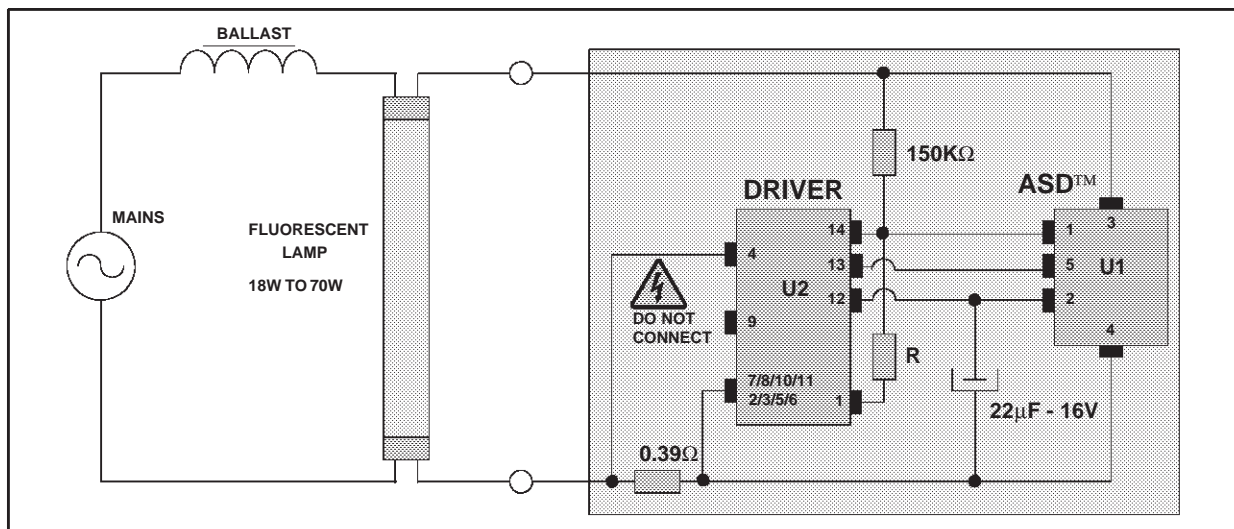 BALLAST
MAINS
FLUORESCENT
LAMP
18W TO 70W
150KΩ
DRIVER
ASD™
14
13
12
4
9
U2
DO NOT
CONNECT
7/8/10/11
2/3/5/6
1
R
1
5
2
3
U1
4
22µF - 16V
0.39Ω